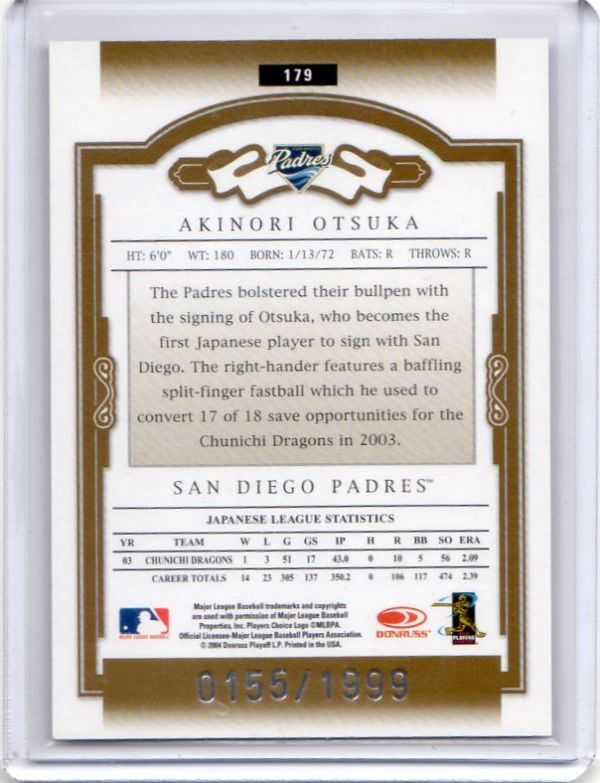 179
Padres
AKINORI OTSUKA
HT: 6'0" WT: 180 BORN: 1/13/72 BATS: R THROWS: R
The Padres bolstered their bullpen with
the signing of Otsuka, who becomes the
first Japanese player to sign with San
Diego. The right-hander features a baffling
split-finger fastball which he used to
convert 17 of 18 save opportunities for the
Chunichi Dragons in 2003.
SAN DIEGO PADRES™
JAPANESE LEAGUE STATISTICS
YR TEAM W L G GS IP H R BB SO ERA
03 CHUNICHI DRAGONS 1 3 51 17 43.0 0 10 5 56 2.09
CAREER TOTALS 14 23 305 137 350.2 0 106 117 474 2.39
Major League Baseball trademarks and copyrights
are used with permission of Major League Baseball
Properties, Inc. Players Choice Logo ©MLBPA.
Official Licensee-Major League Baseball Players Association.
© 2004 Donruss Playoff L.P. Printed in the USA.
MAJOR LEAGUE BASEBALL
DONRUSS
PLAYERS
0155/1999